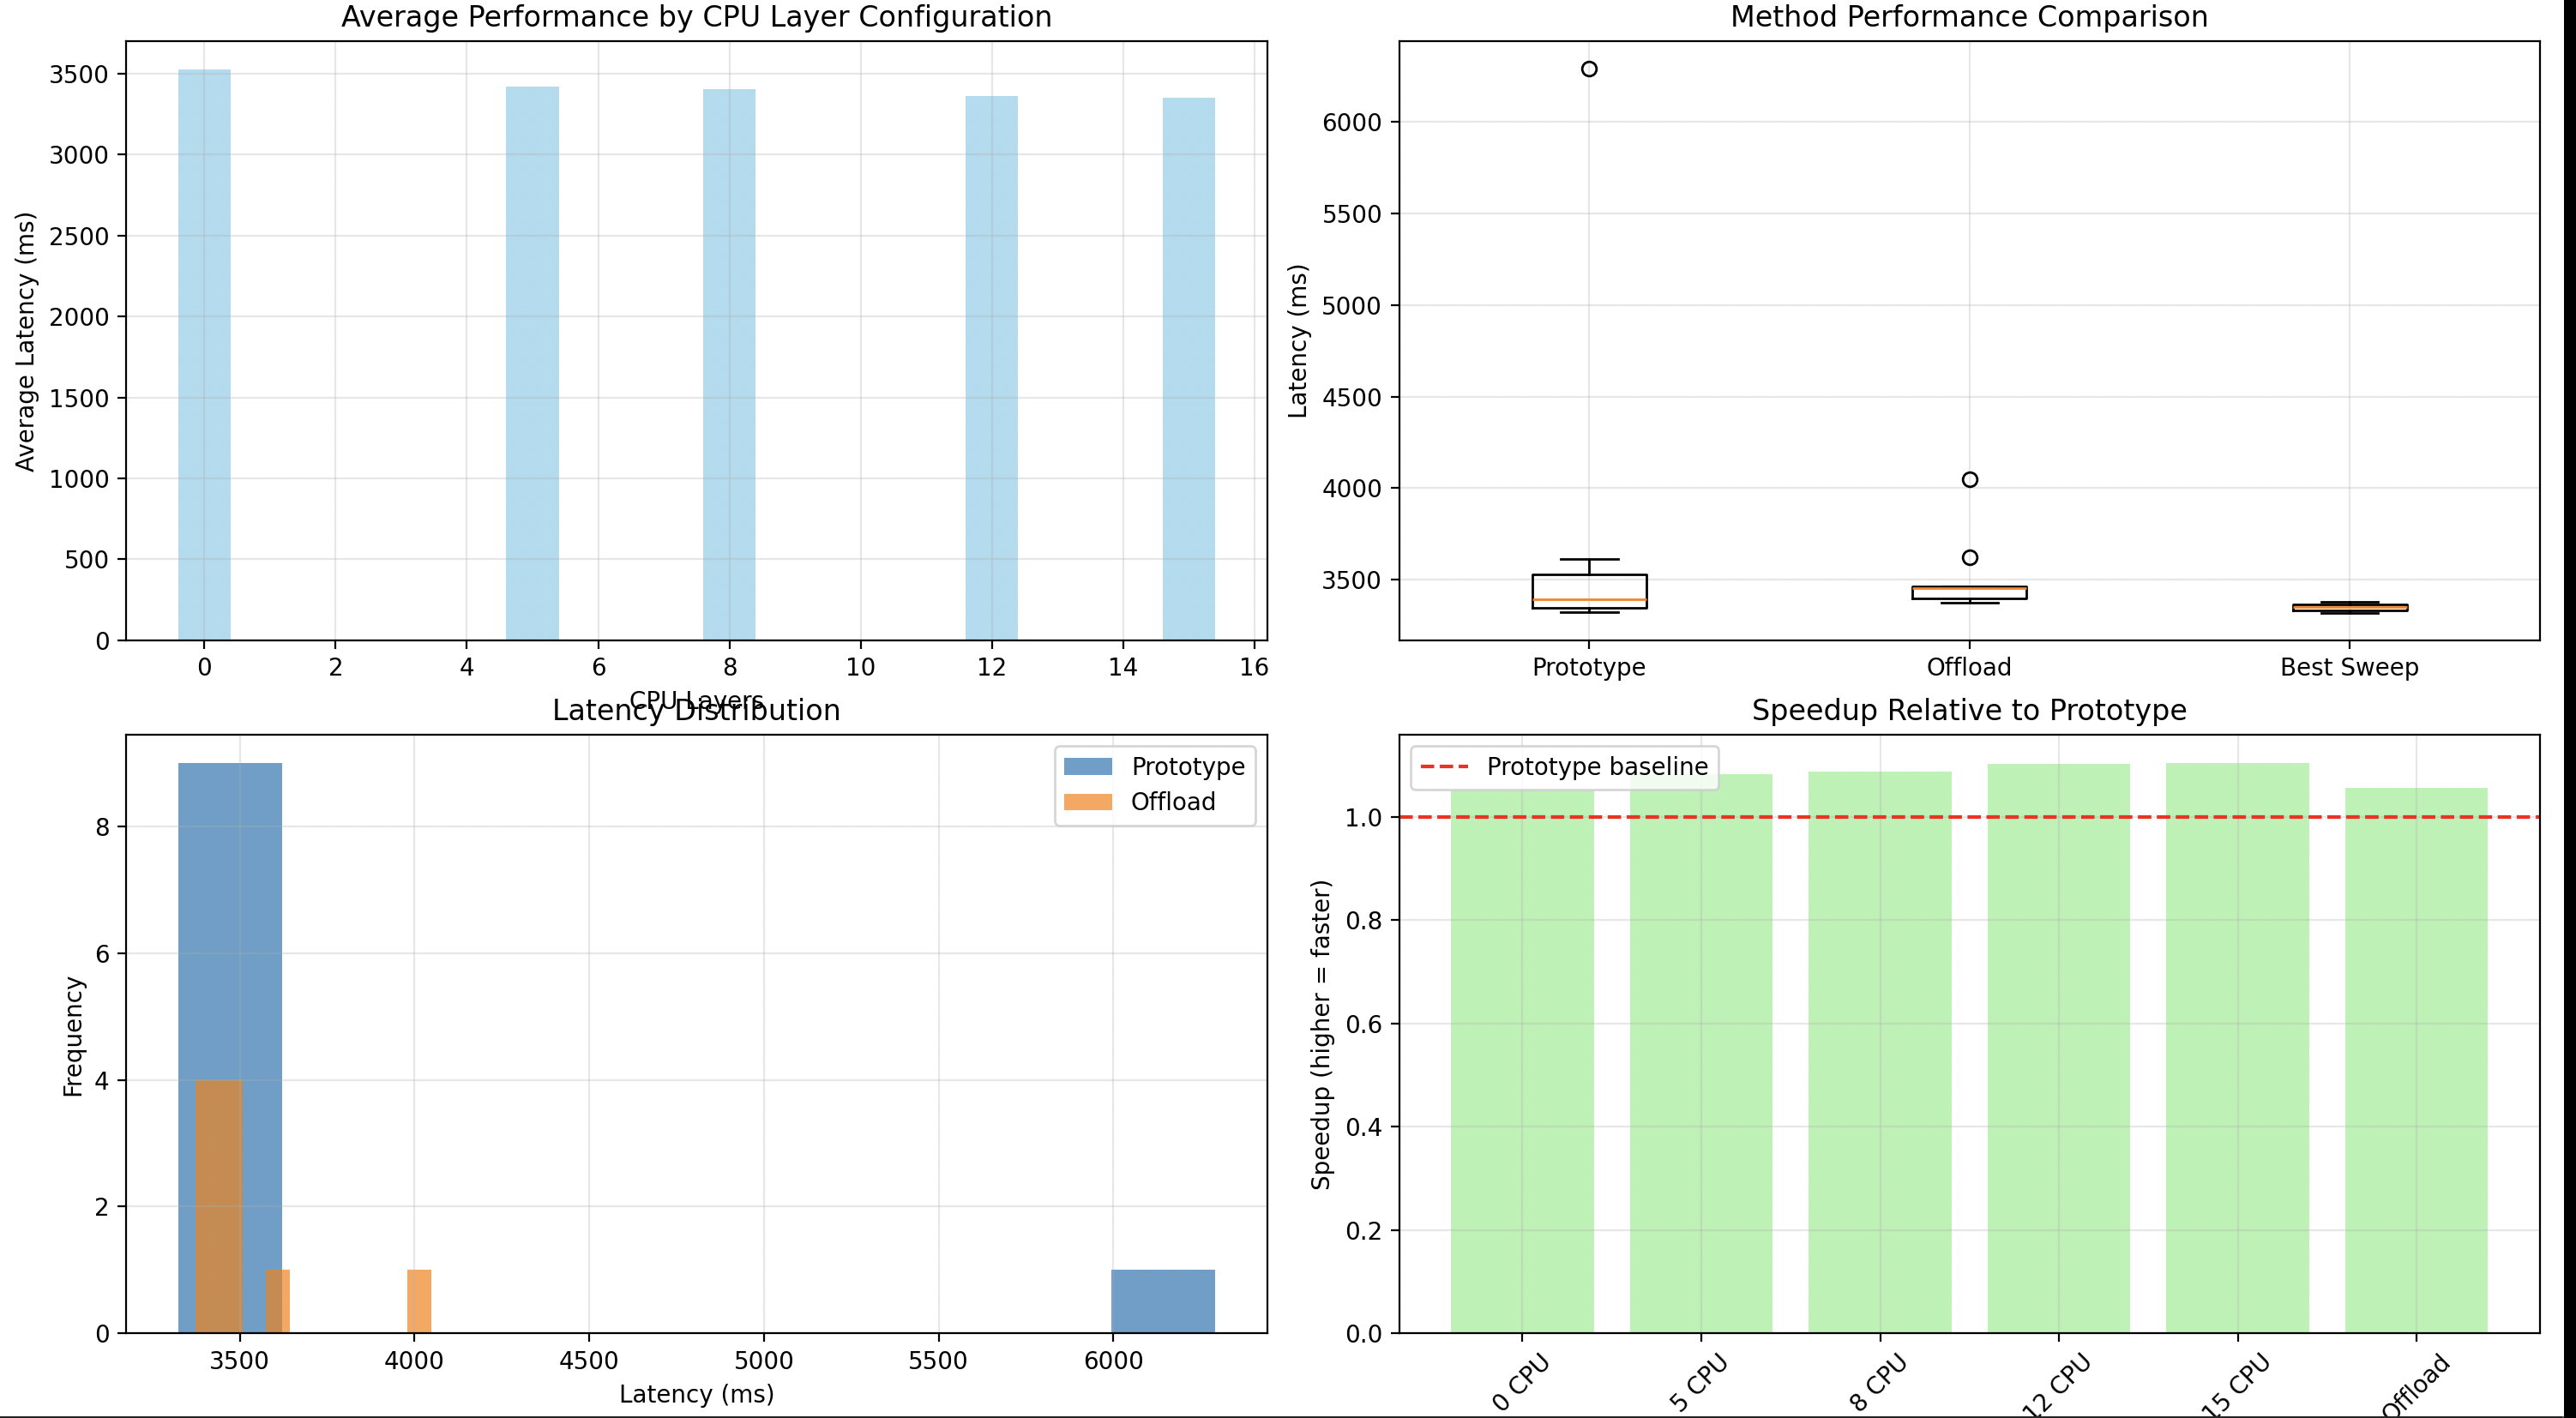 Average Performance by CPU Layer Configuration
Average Latency (ms)
3500
3000
2500
2000
1500
1000
500
0
0 2 4 6 8 10 12 14 16
CPU Layers
Method Performance Comparison
Latency (ms)
6000
5500
5000
4500
4000
3500
Prototype Offload Best Sweep
Latency Distribution
Prototype
Offload
Frequency
8
6
4
2
0
3500 4000 4500 5000 5500 6000
Latency (ms)
Speedup Relative to Prototype
Prototype baseline
Speedup (higher = faster)
1.0
0.8
0.6
0.4
0.2
0.0
0 CPU 5 CPU 8 CPU 12 CPU 15 CPU Offload